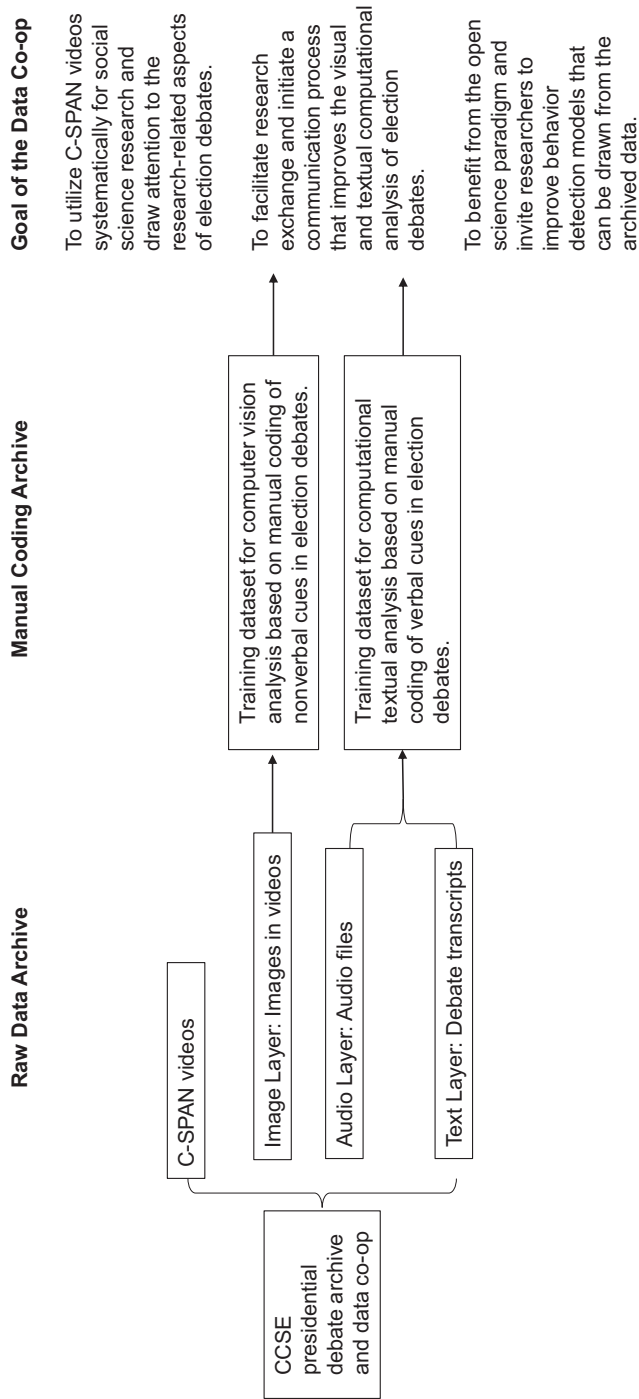 Raw Data Archive
Manual Coding Archive
Goal of the Data Co-op
CCSE
presidential
debate archive
and data co-op
C-SPAN videos
Image Layer: Images in videos
Audio Layer: Audio files
Text Layer: Debate transcripts
Training dataset for computer vision
analysis based on manual coding of
nonverbal cues in election debates.
Training dataset for computational
textual analysis based on manual
coding of verbal cues in election
debates.
To utilize C-SPAN videos
systematically for social
science research and
draw attention to the
research-related aspects
of election debates.
To facilitate research
exchange and initiate a
communication process
that improves the visual
and textual computational
analysis of election
debates.
To benefit from the open
science paradigm and
invite researchers to
improve behavior
detection models that
can be drawn from the
archived data.